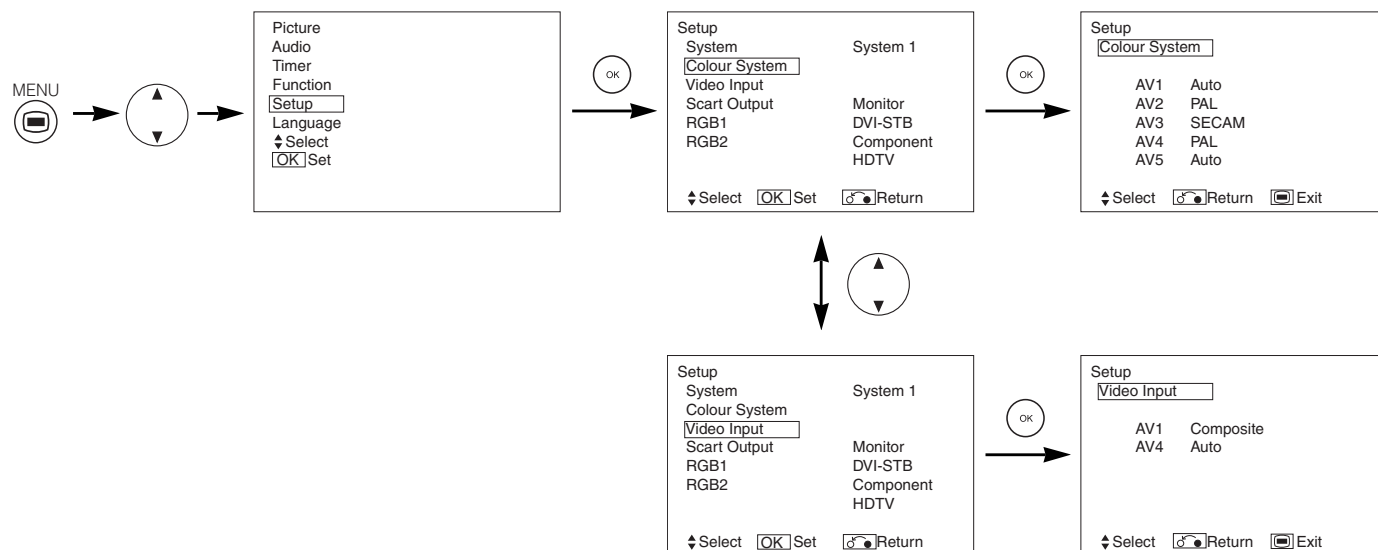 MENU
Picture
Audio
Timer
Function
Setup
Language
Select
OK Set
OK
Setup
System System 1
Colour System
Video Input
Scart Output Monitor
RGB1 DVI-STB
RGB2 Component
HDTV
Select OK Set Return
OK
Setup
Colour System
AV1 Auto
AV2 PAL
AV3 SECAM
AV4 PAL
AV5 Auto
Select Return Exit
Setup
System System 1
Colour System
Video Input
Scart Output Monitor
RGB1 DVI-STB
RGB2 Component
HDTV
Select OK Set Return
OK
Setup
Video Input
AV1 Composite
AV4 Auto
Select Return Exit